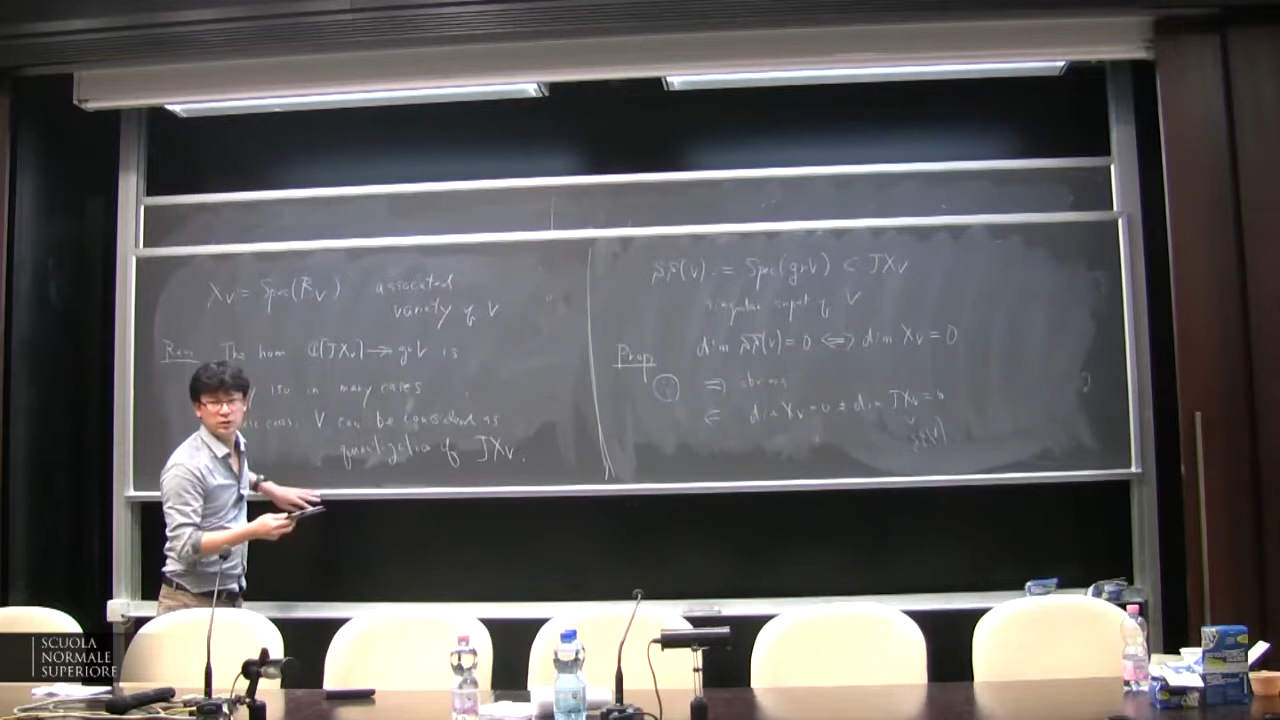 X_V = Spec(R_V) associated
variety of V
Rem The hom ℂ[JX_V] ↠ gr V is
iso in many cases
V can be considered as
quantization of JX_V.
SS(V) := Spec(gr V) ⊂ JX_V
singular support of V
Prop dim SS(V) = 0 ⟺ dim X_V = 0
⇒ obvious
⇐ dim X_V = 0 ⇒ dim JX_V = 0
∪
SS(V)
SCUOLA
NORMALE
SUPERIORE